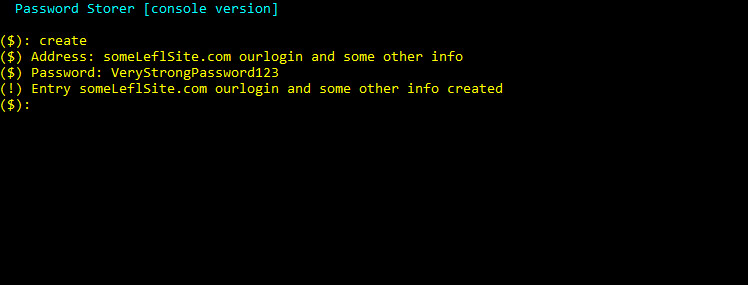 Password Storer [console version]
($): create
($) Address: someLeflSite.com ourlogin and some other info
($) Password: VeryStrongPassword123
(!) Entry someLeflSite.com ourlogin and some other info created
($):